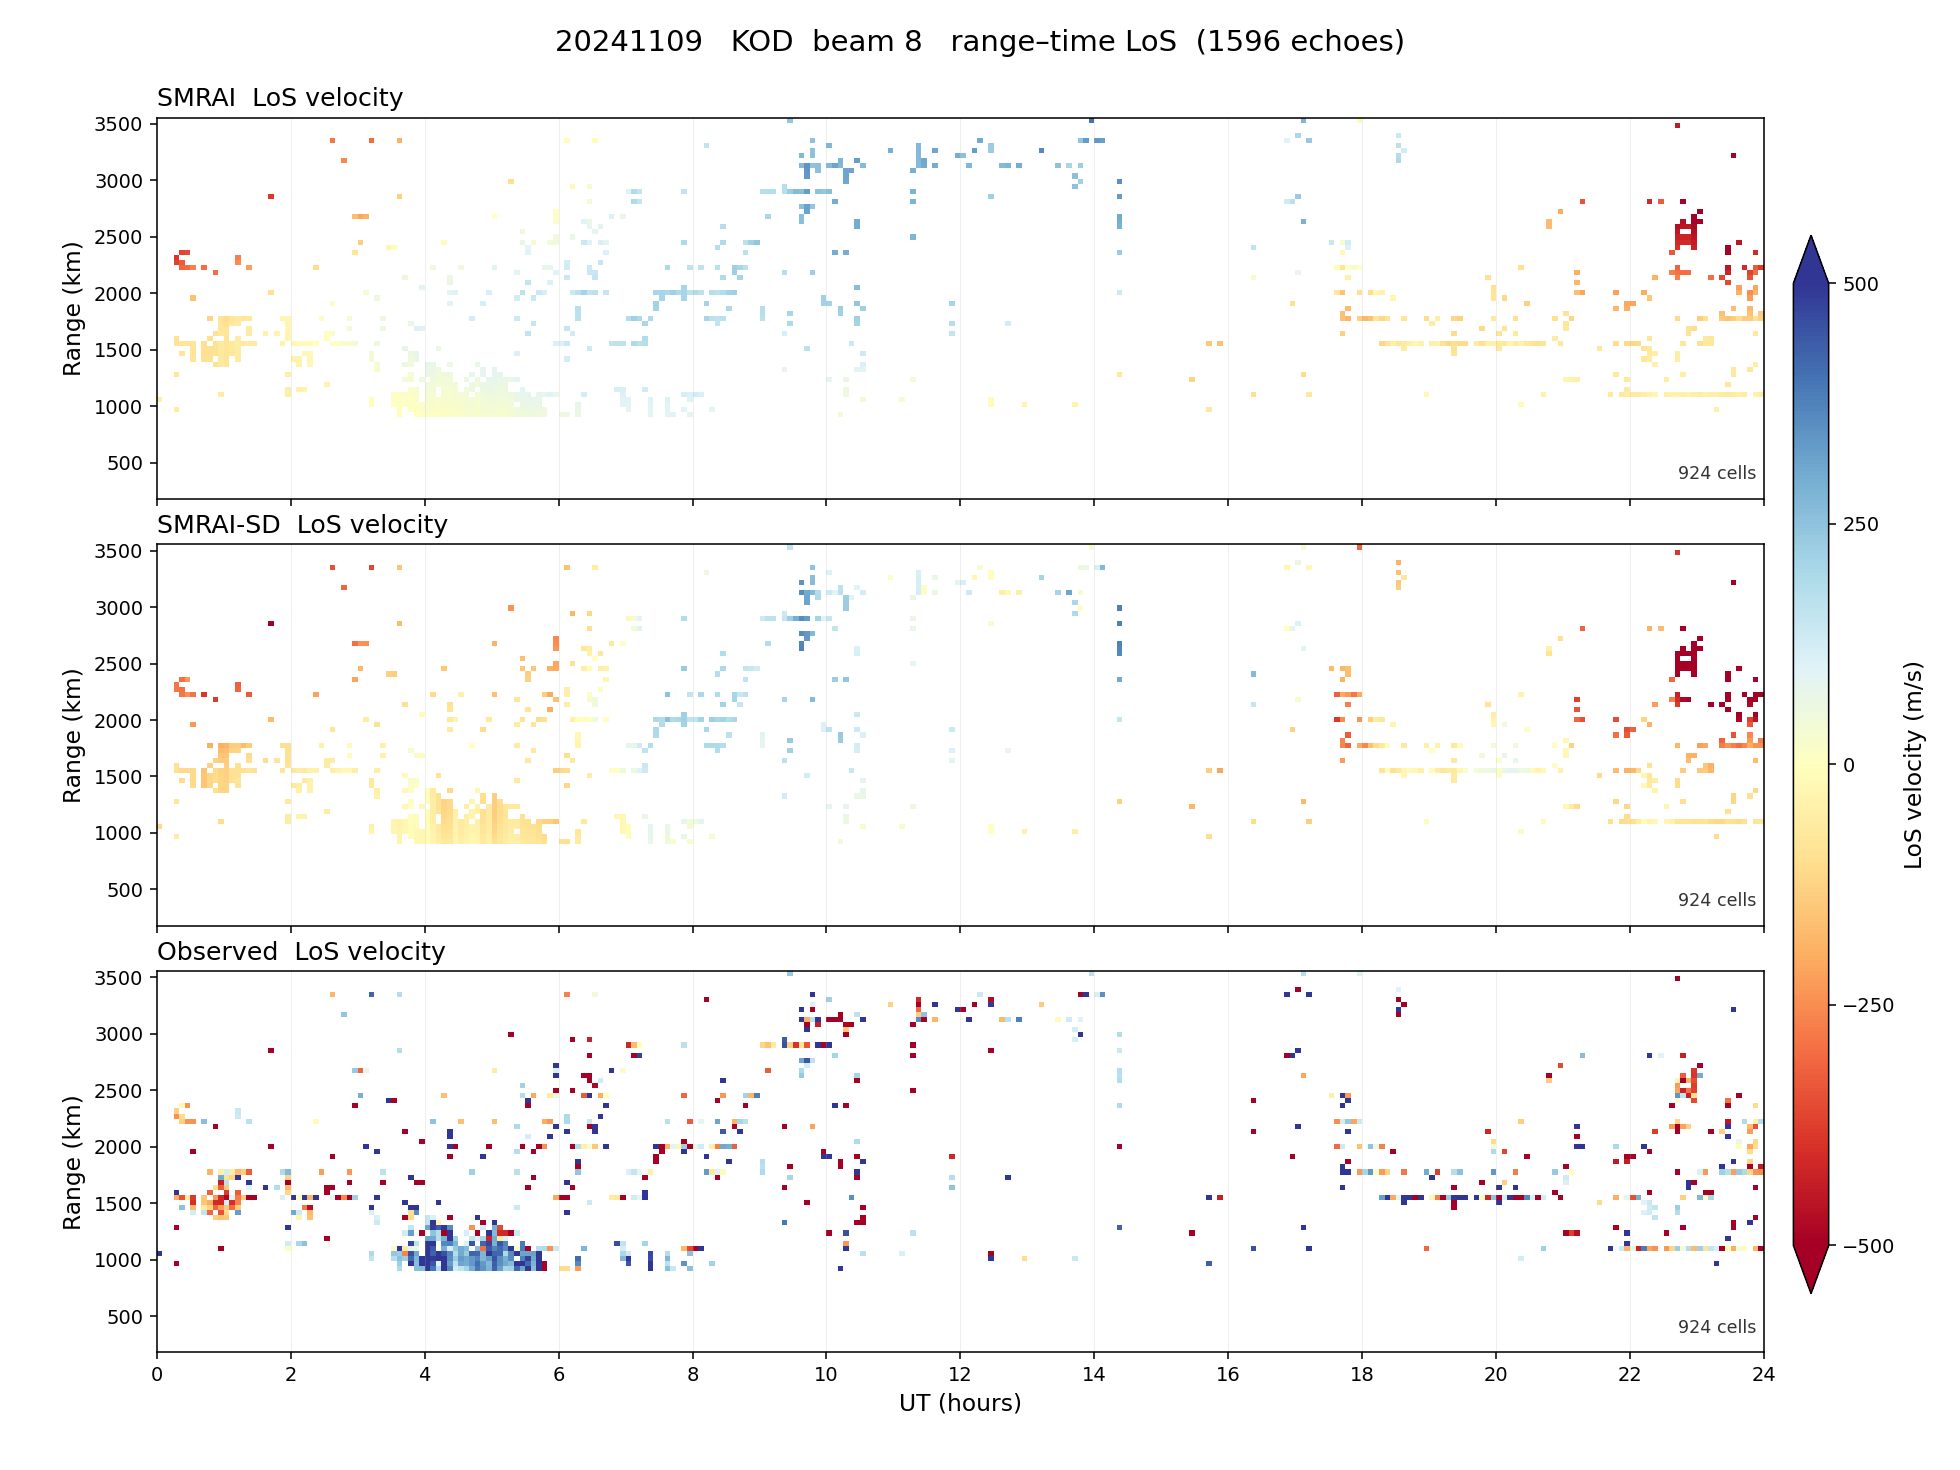 20241109   KOD  beam 8   range–time LoS  (1596 echoes)
SMRAI  LoS velocity
3500
3000
2500
2000
1500
1000
500
Range (km)
924 cells
SMRAI-SD  LoS velocity
3500
3000
2500
2000
1500
1000
500
Range (km)
924 cells
Observed  LoS velocity
3500
3000
2500
2000
1500
1000
500
Range (km)
924 cells
0 2 4 6 8 10 12 14 16 18 20 22 24
UT (hours)
500
250
0
−250
−500
LoS velocity (m/s)